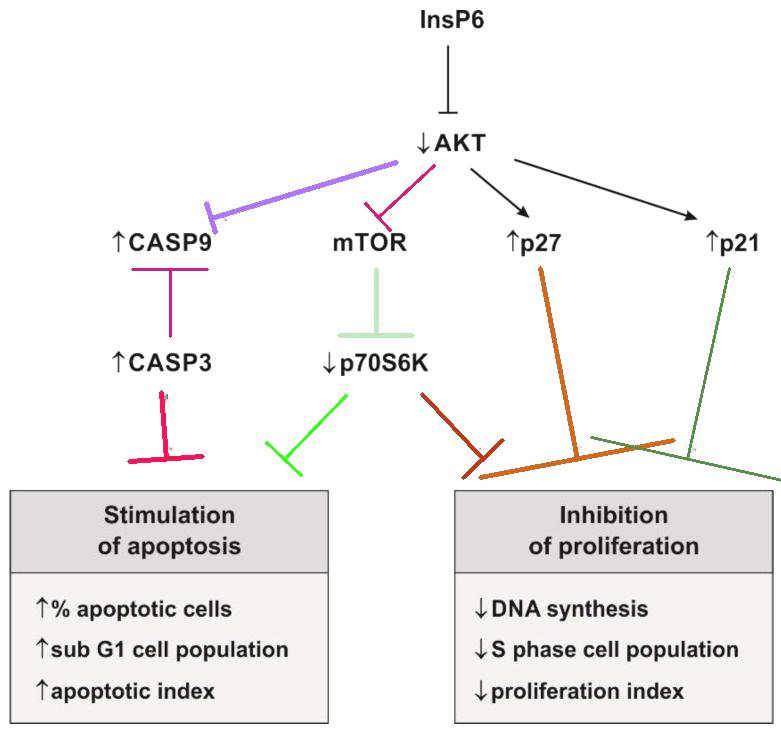 InsP6
↓AKT
↑CASP9
mTOR
↑p27
↑p21
↑CASP3
↓p70S6K
Stimulation
of apoptosis
↑% apoptotic cells
↑sub G1 cell population
↑apoptotic index
Inhibition
of proliferation
↓DNA synthesis
↓S phase cell population
↓proliferation index